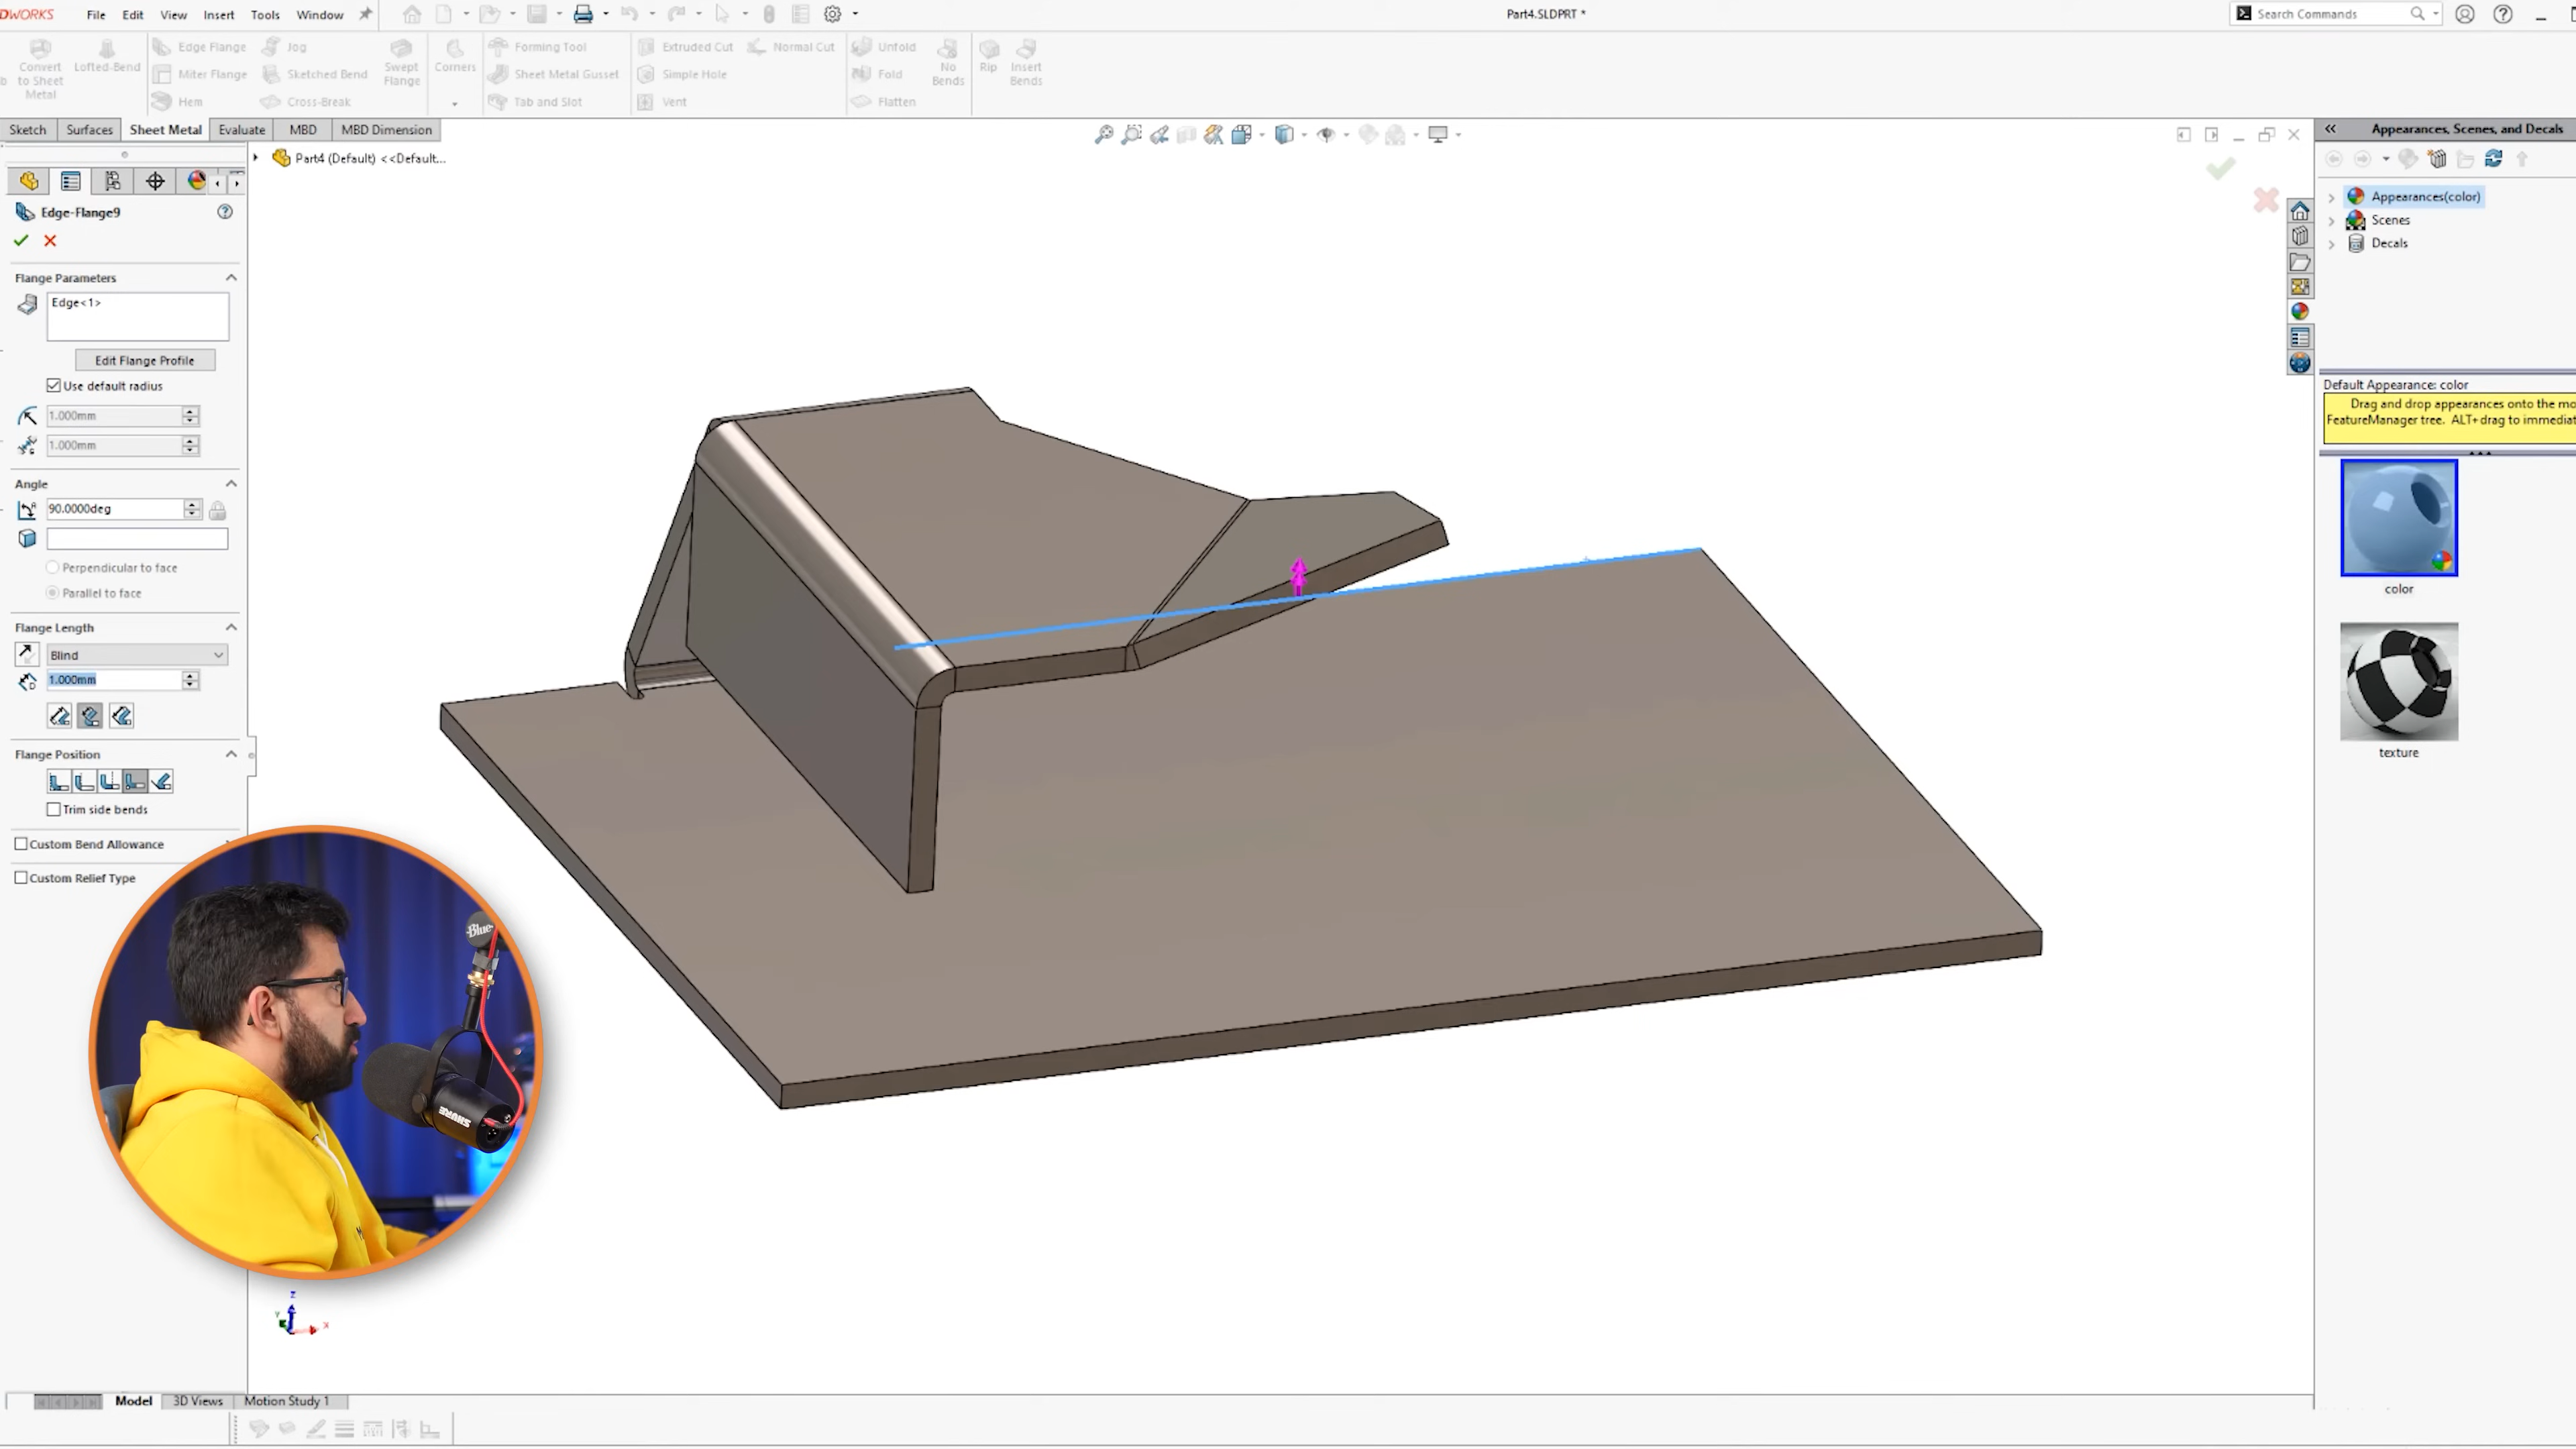 DWORKS File Edit View Insert Tools Window Part4.SLDPRT * Search Commands
Convert to Sheet Metal
Lofted-Bend
Edge Flange
Miter Flange
Hem
Jog
Sketched Bend
Cross-Break
Swept Flange
Corners
Forming Tool
Sheet Metal Gusset
Tab and Slot
Extruded Cut
Simple Hole
Vent
Normal Cut
Unfold
Fold
Flatten
No Bends
Rip
Insert Bends
Sketch Surfaces Sheet Metal Evaluate MBD MBD Dimension
Part4 (Default) <<Default...
Edge-Flange9
Flange Parameters
Edge<1>
Edit Flange Profile
Use default radius
1.000mm
1.000mm
Angle
90.0000deg
Perpendicular to face
Parallel to face
Flange Length
Blind
1.000mm
Flange Position
Trim side bends
Custom Bend Allowance
Custom Relief Type
Blue
SHURE
Z
Y
X
Model 3D Views Motion Study 1
Appearances, Scenes, and Decals
Appearances(color)
Scenes
Decals
Default Appearance: color
Drag and drop appearances onto the mo
FeatureManager tree. ALT+drag to immediat
color
texture